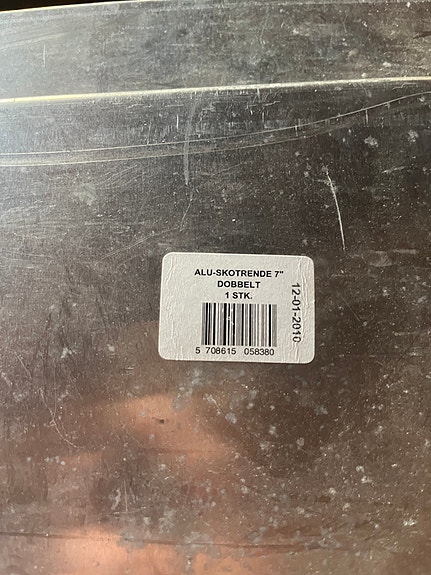 ALU-SKOTRENDE 7"
DOBBELT
1 STK.
5 708615 058380
12-01-2010